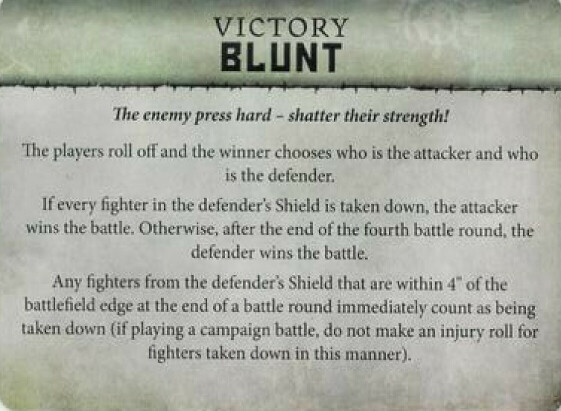 VICTORY
BLUNT
The enemy press hard – shatter their strength!
The players roll off and the winner chooses who is the attacker and who
is the defender.
If every fighter in the defender's Shield is taken down, the attacker
wins the battle. Otherwise, after the end of the fourth battle round, the
defender wins the battle.
Any fighters from the defender's Shield that are within 4" of the
battlefield edge at the end of a battle round immediately count as being
taken down (if playing a campaign battle, do not make an injury roll for
fighters taken down in this manner).